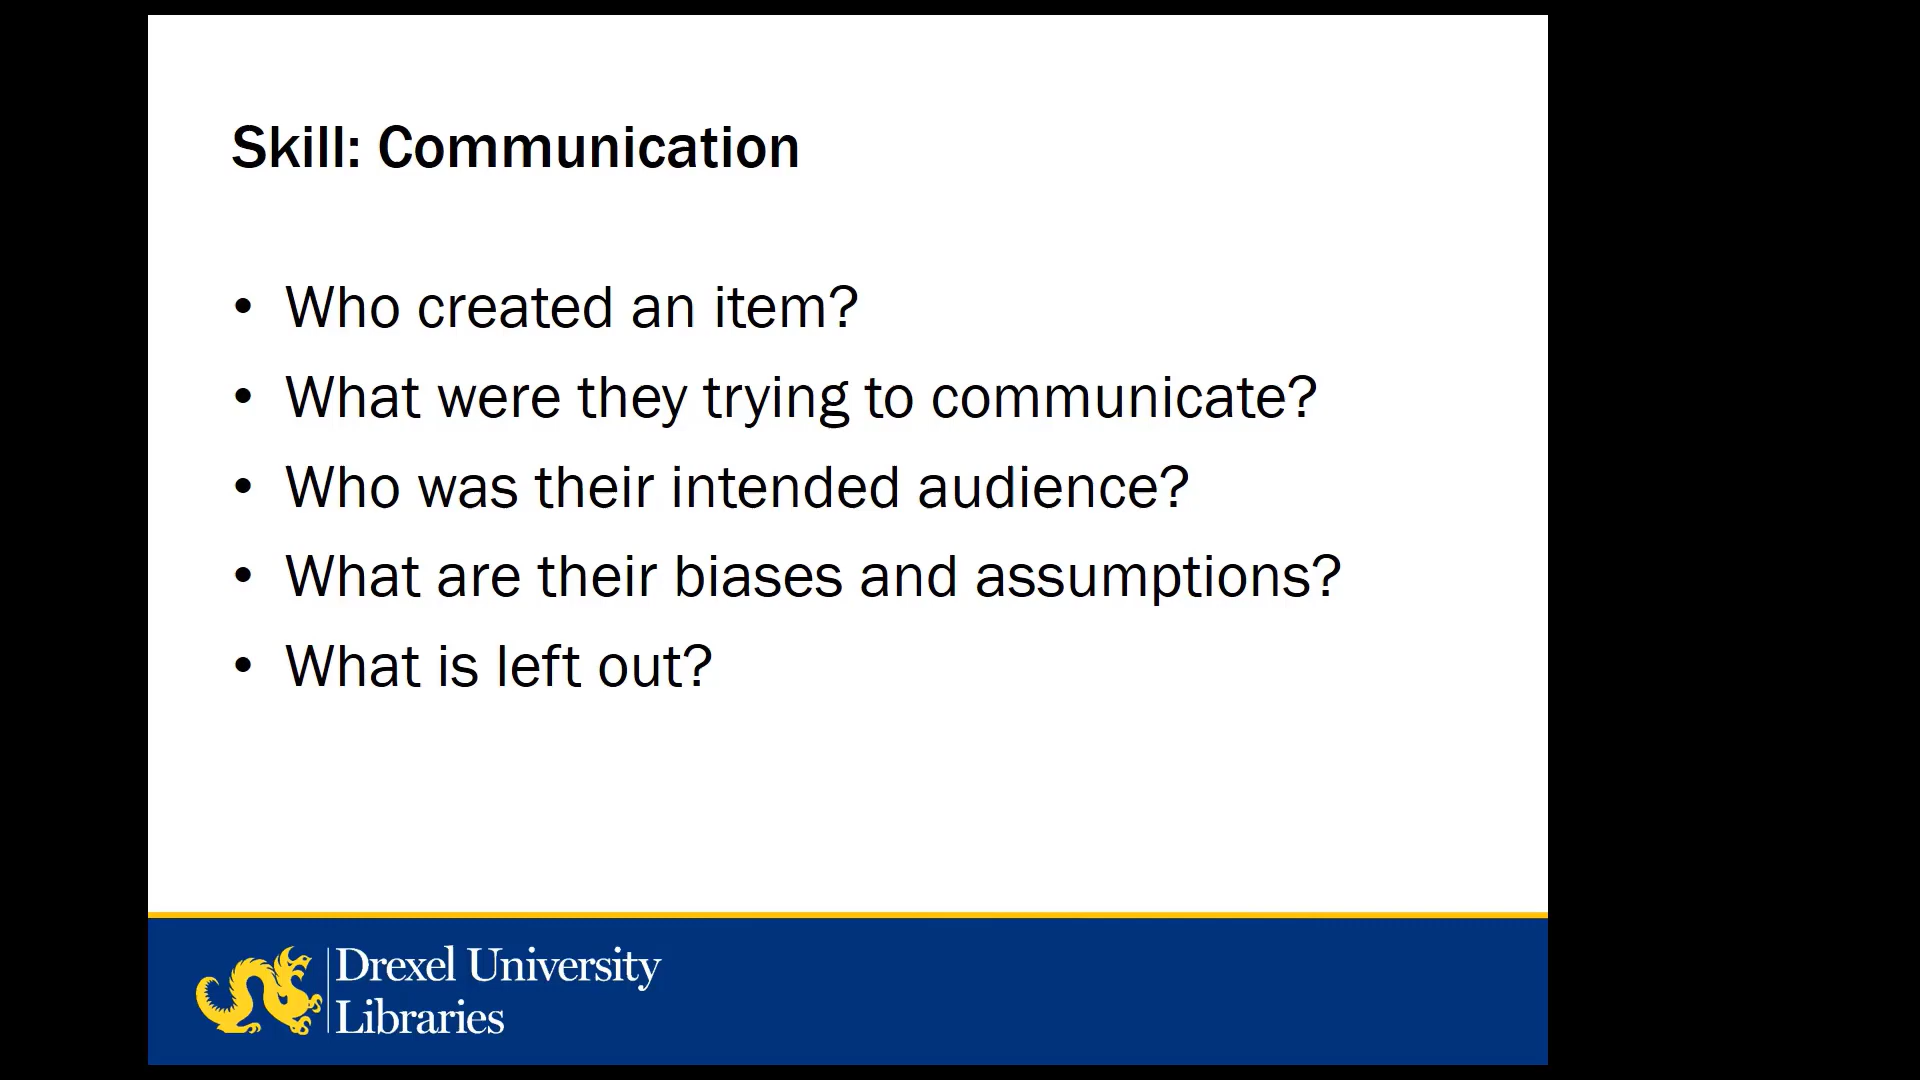 Skill: Communication
• Who created an item?
• What were they trying to communicate?
• Who was their intended audience?
• What are their biases and assumptions?
• What is left out?
Drexel University
Libraries